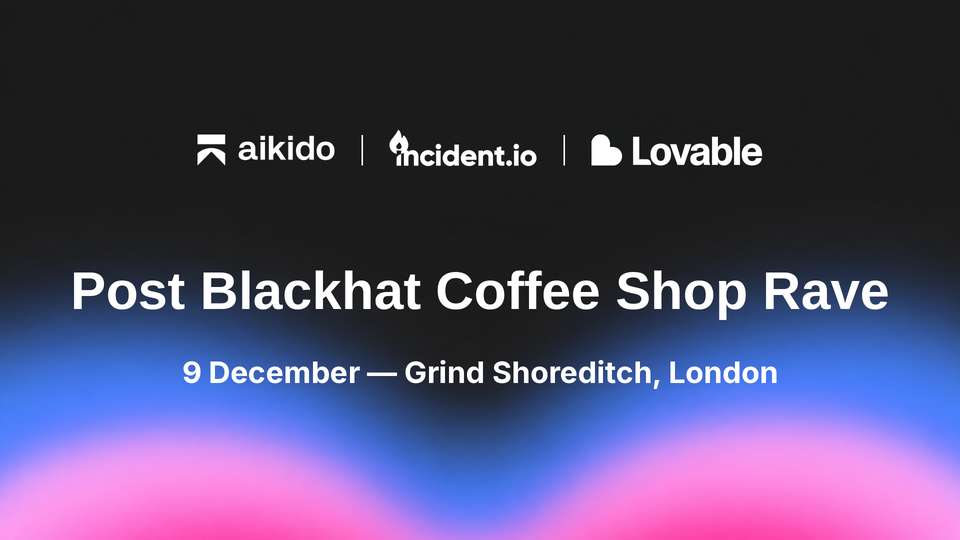 aikido | incident.io | Lovable
Post Blackhat Coffee Shop Rave
9 December — Grind Shoreditch, London